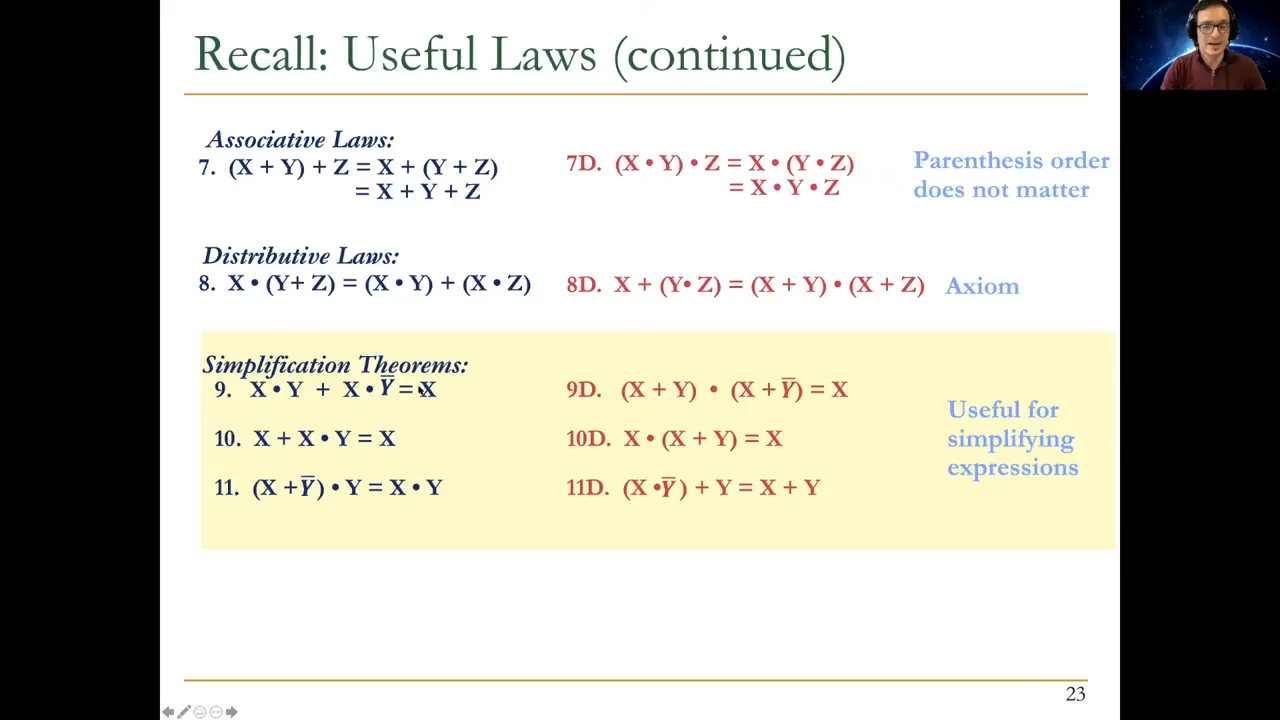 Recall: Useful Laws (continued)
Associative Laws:
7. (X + Y) + Z = X + (Y + Z)
= X + Y + Z
7D. (X • Y) • Z = X • (Y • Z)
= X • Y • Z
Parenthesis order
does not matter
Distributive Laws:
8. X • (Y+ Z) = (X • Y) + (X • Z)
8D. X + (Y• Z) = (X + Y) • (X + Z)
Axiom
Simplification Theorems:
9. X • Y + X • Y̅ = X
9D. (X + Y) • (X + Y̅) = X
10. X + X • Y = X
10D. X • (X + Y) = X
11. (X + Y̅) • Y = X • Y
11D. (X • Y̅) + Y = X + Y
Useful for
simplifying
expressions
23